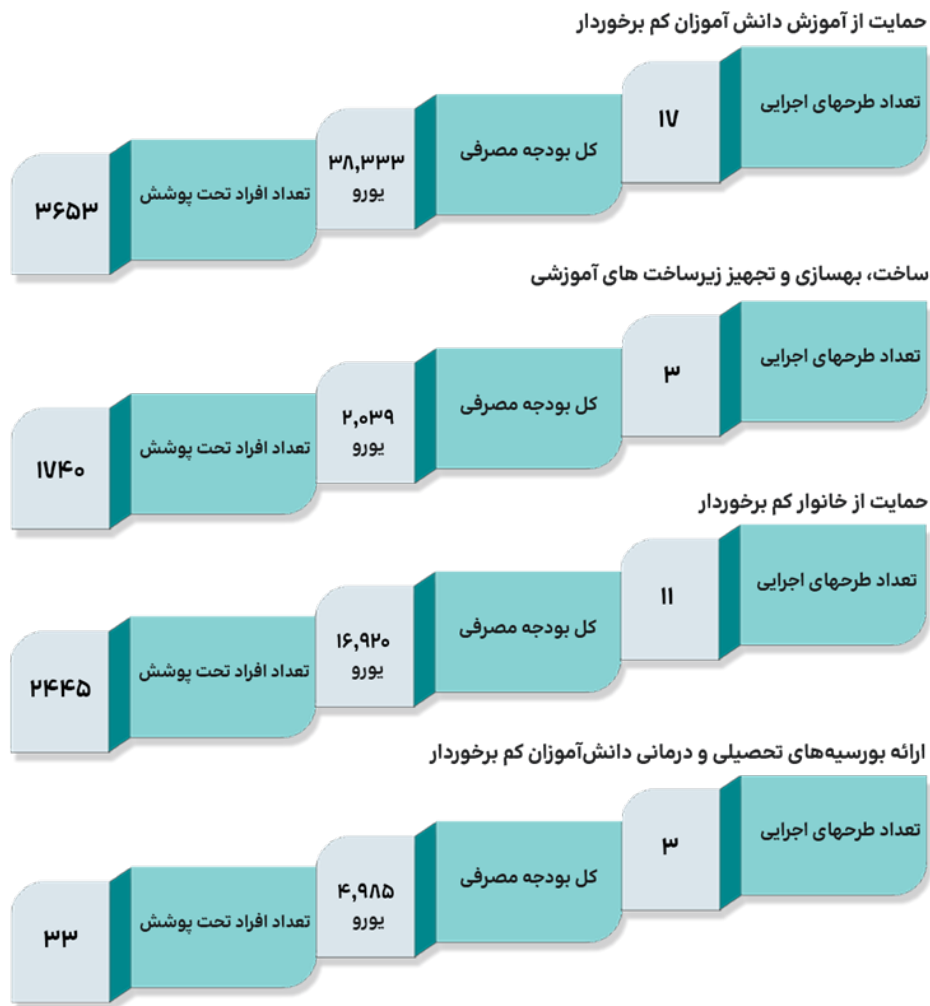 حمایت از آموزش دانش آموزان کم برخوردار
تعداد طرحهای اجرایی
۱۷
کل بودجه مصرفی
۳۸,۳۳۳
یورو
تعداد افراد تحت پوشش
۳۶۵۳
ساخت، بهسازی و تجهیز زیرساخت های آموزشی
تعداد طرحهای اجرایی
۳
کل بودجه مصرفی
۲,۰۳۹
یورو
تعداد افراد تحت پوشش
۱۷۴۰
حمایت از خانوار کم برخوردار
تعداد طرحهای اجرایی
۱۱
کل بودجه مصرفی
۱۶,۹۲۰
یورو
تعداد افراد تحت پوشش
۲۴۴۵
ارائه بورسیه‌های تحصیلی و درمانی دانش‌آموزان کم برخوردار
تعداد طرحهای اجرایی
۳
کل بودجه مصرفی
۴,۹۸۵
یورو
تعداد افراد تحت پوشش
۳۳